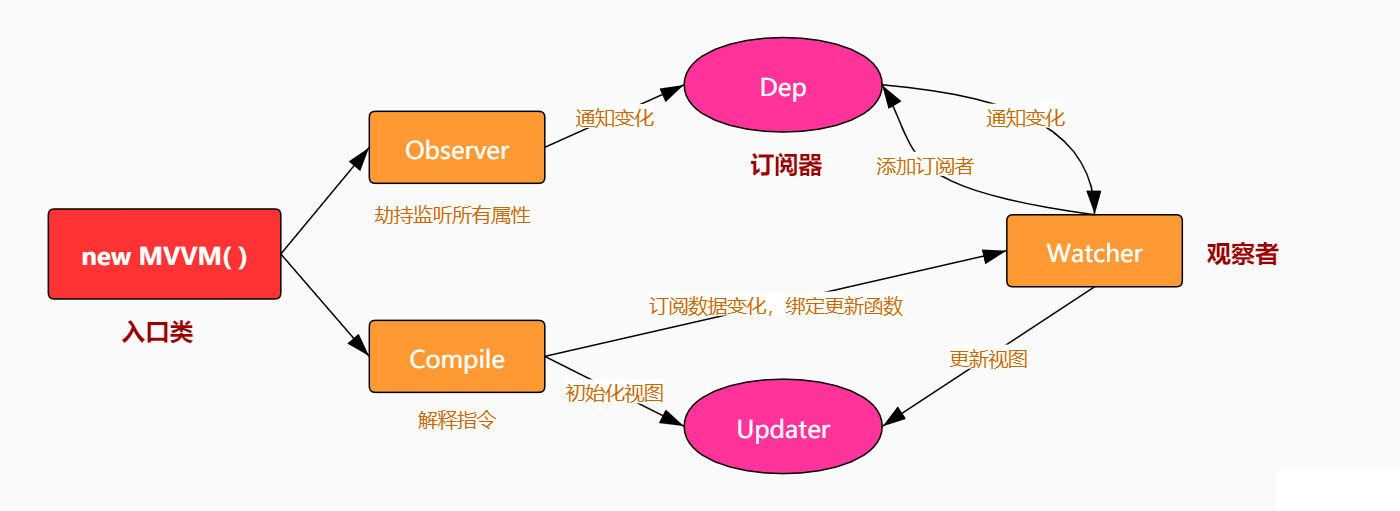 Dep
通知变化
通知变化
Observer
订阅器
添加订阅者
劫持监听所有属性
new MVVM( )
Watcher
观察者
入口类
订阅数据变化，绑定更新函数
Compile
更新视图
初始化视图
解释指令
Updater